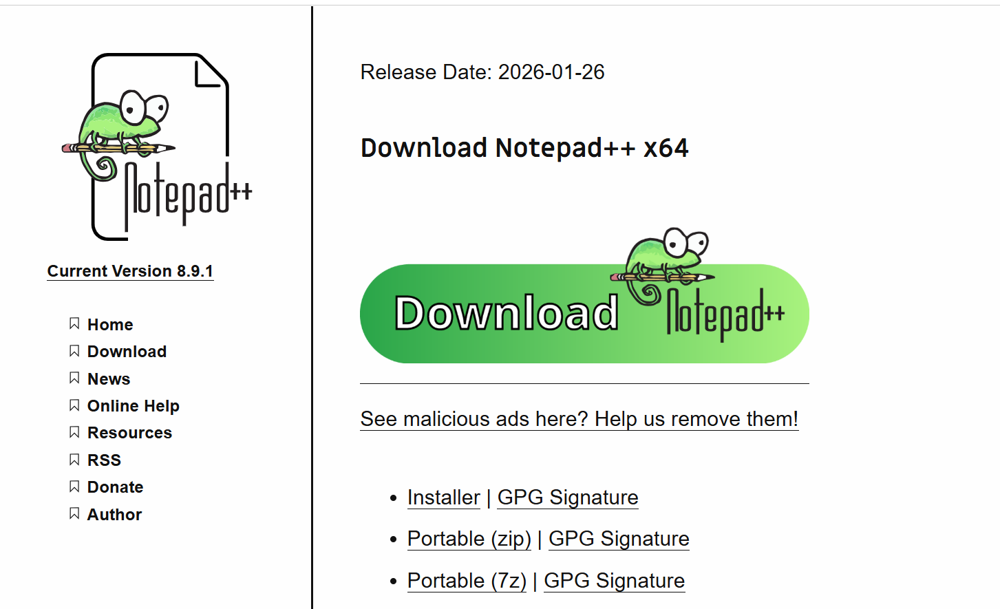 Notepad++
Current Version 8.9.1
Home
Download
News
Online Help
Resources
RSS
Donate
Author
Release Date: 2026-01-26
Download Notepad++ x64
Download Notepad++
See malicious ads here? Help us remove them!
Installer | GPG Signature
Portable (zip) | GPG Signature
Portable (7z) | GPG Signature